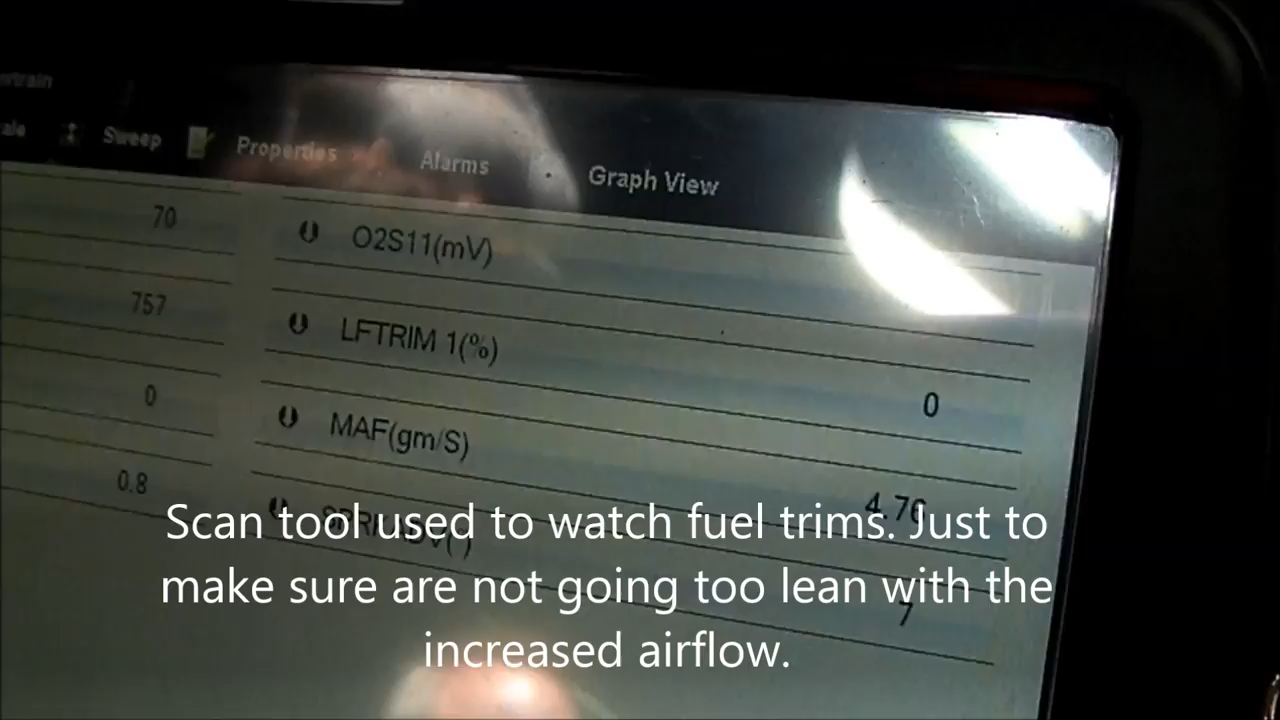 Sweep
Properties
Alarms
Graph View
70
O2S11(mV)
757
LFTRIM 1(%)
0
0
MAF(gm/S)
4.76
0.8
7
Scan tool used to watch fuel trims. Just to
make sure are not going too lean with the
increased airflow.